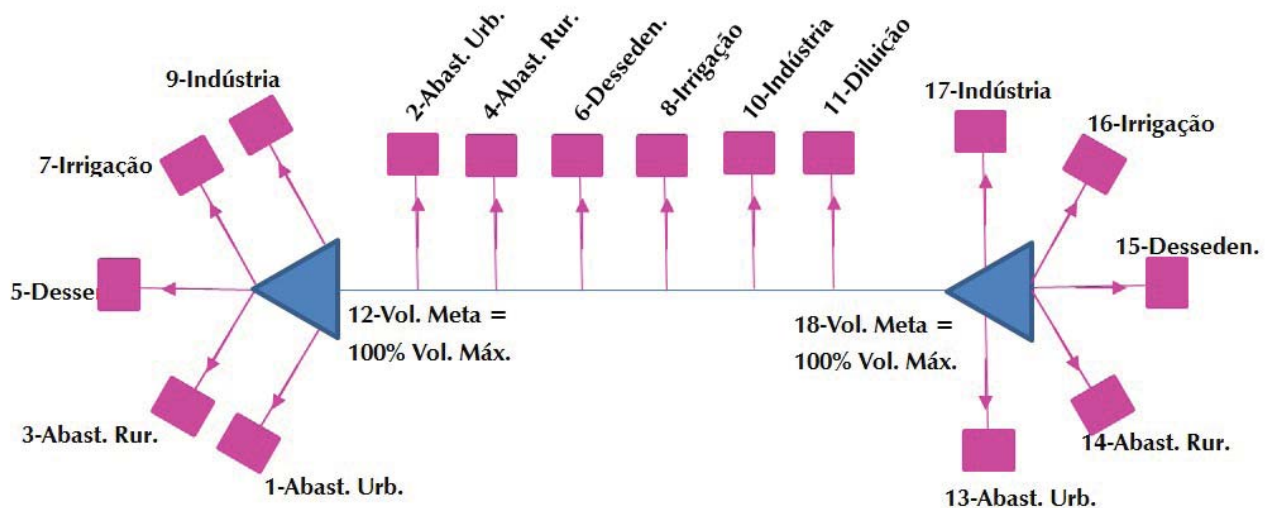 9-Indústria
7-Irrigação
5-Desse
3-Abast. Rur.
1-Abast. Urb.
2-Abast. Urb.
4-Abast. Rur.
6-Desseden.
8-Irrigação
10-Indústria
11-Diluição
12-Vol. Meta =
100% Vol. Máx.
17-Indústria
16-Irrigação
15-Desseden.
14-Abast. Rur.
13-Abast. Urb.
18-Vol. Meta =
100% Vol. Máx.